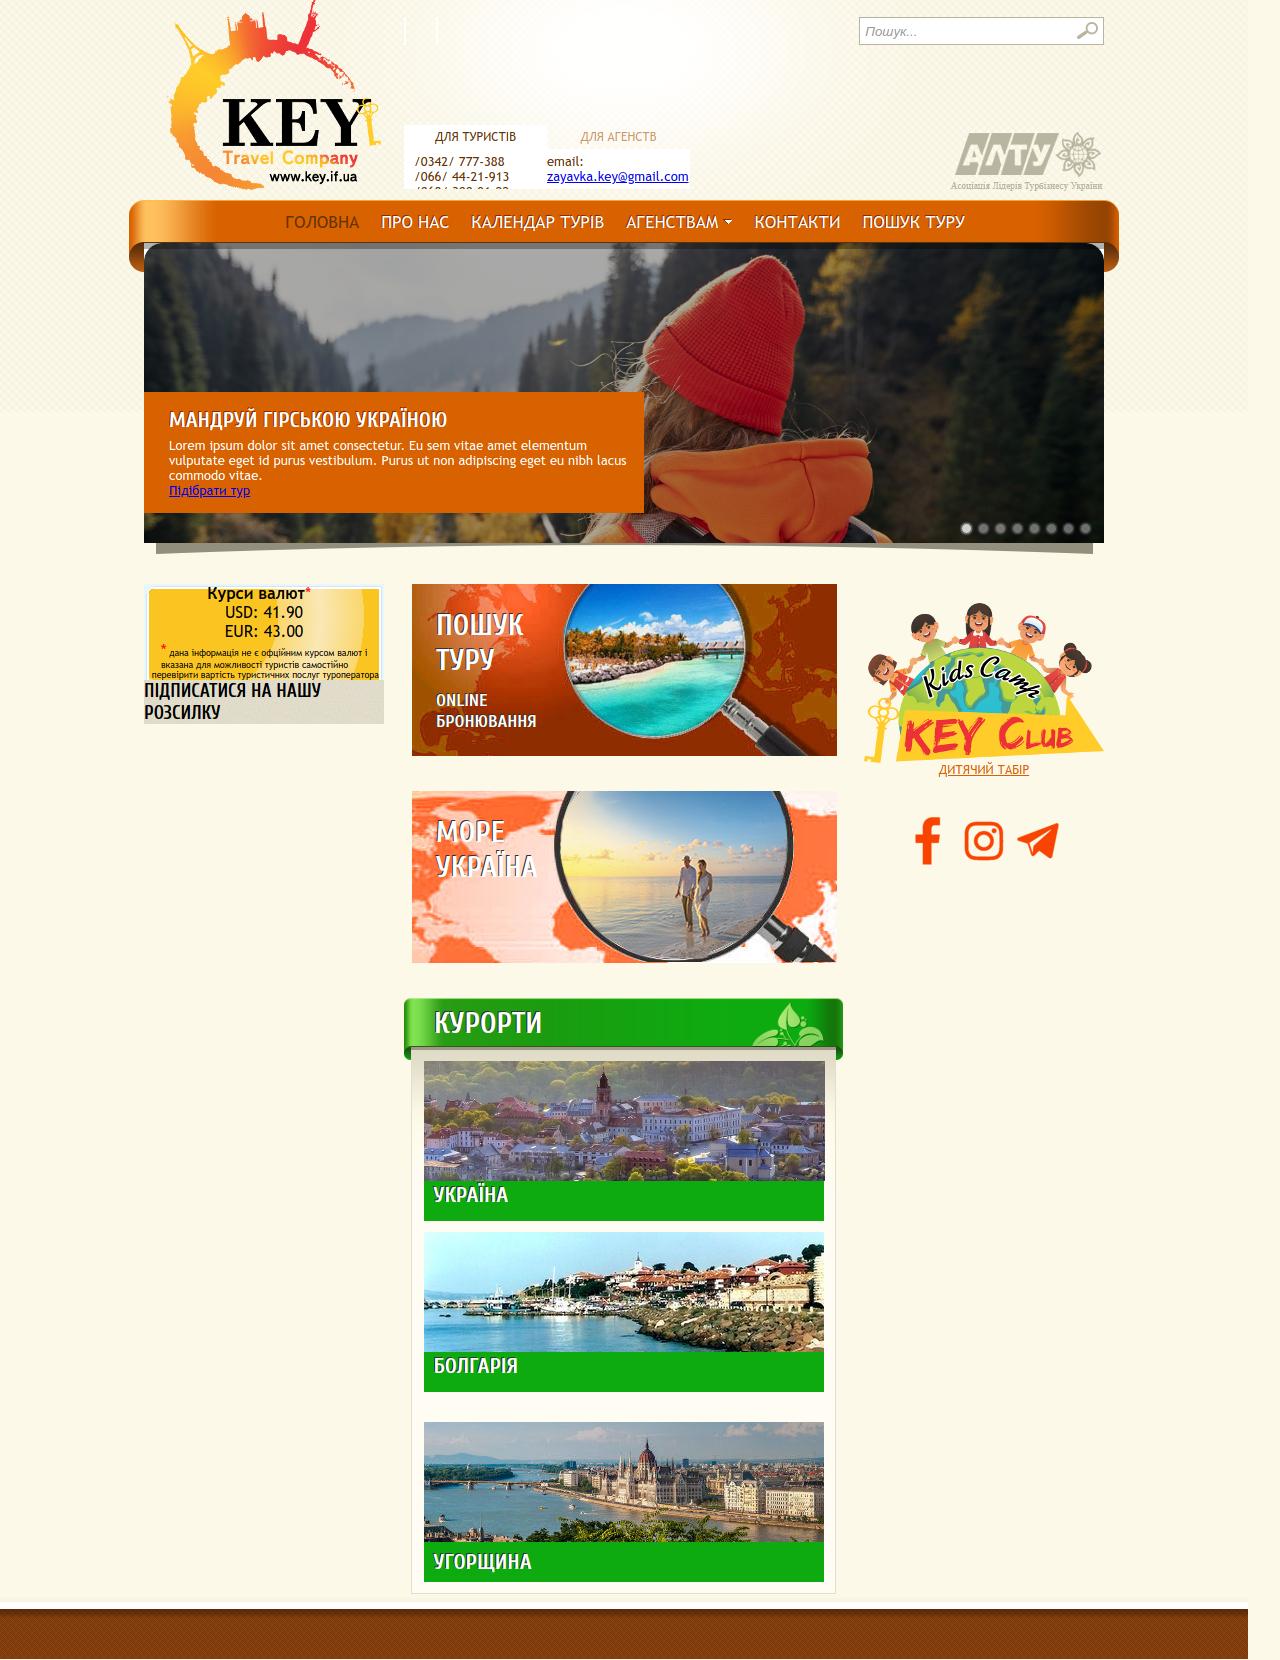 KEY
Travel Company
www.key.if.ua
Пошук...
ДЛЯ ТУРИСТІВ
ДЛЯ АГЕНСТВ
/0342/ 777-388
/066/ 44-21-913
email:
zayavka.key@gmail.com
АЛТУ
Асоціація Лідерів Турбізнесу України
ГОЛОВНА
ПРО НАС
КАЛЕНДАР ТУРІВ
АГЕНСТВАМ
КОНТАКТИ
ПОШУК ТУРУ
МАНДРУЙ ГІРСЬКОЮ УКРАЇНОЮ
Lorem ipsum dolor sit amet consectetur. Eu sem vitae amet elementum
vulputate eget id purus vestibulum. Purus ut non adipiscing eget eu nibh lacus
commodo vitae.
Підібрати тур
Курси валют*
USD: 41.90
EUR: 43.00
* дана інформація не є офційним курсом валют і
вказана для можливості туристів самостійно
перевірити вартість туристичних послуг туроператора
ПІДПИСАТИСЯ НА НАШУ
РОЗСИЛКУ
ПОШУК
ТУРУ
ONLINE
БРОНЮВАННЯ
МОРЕ
УКРАЇНА
Kids Camp
KEY CLUB
ДИТЯЧИЙ ТАБІР
КУРОРТИ
УКРАЇНА
БОЛГАРІЯ
УГОРЩИНА